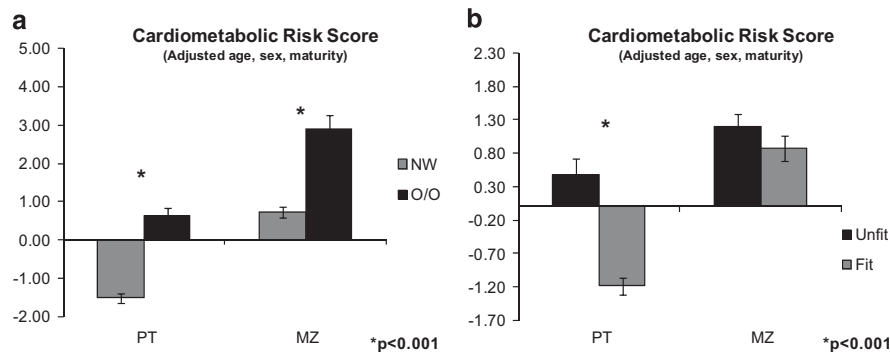 a
Cardiometabolic Risk Score
(Adjusted age, sex, maturity)
5.00
4.00
3.00
2.00
1.00
0.00
-1.00
-2.00
*
*
NW
O/O
PT
MZ
*p<0.001
b
Cardiometabolic Risk Score
(Adjusted age, sex, maturity)
2.30
1.80
1.30
0.80
0.30
-0.20
-0.70
-1.20
-1.70
*
Unfit
Fit
PT
MZ
*p<0.001